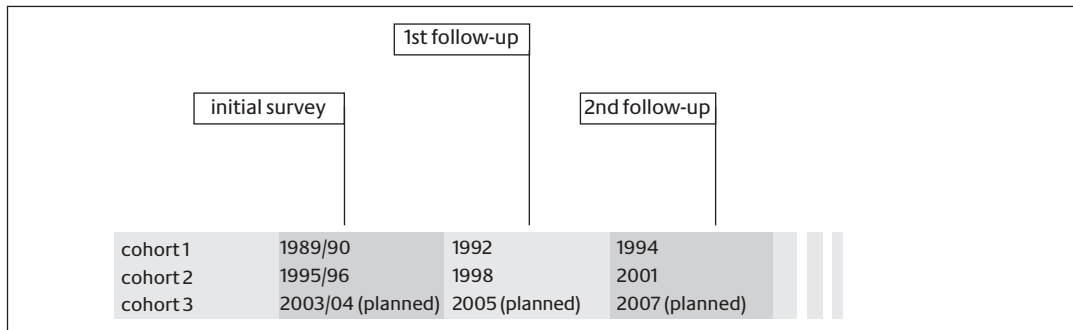 1st follow-up
initial survey
2nd follow-up
cohort 1 1989/90 1992 1994
cohort 2 1995/96 1998 2001
cohort 3 2003/04 (planned) 2005 (planned) 2007 (planned)